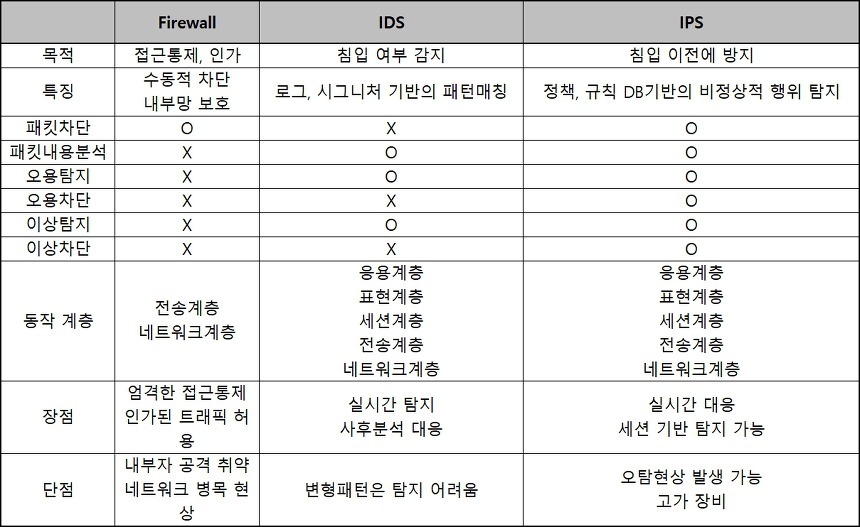 Firewall IDS IPS
목적 접근통제, 인가 침입 여부 감지 침입 이전에 방지
특징 수동적 차단 내부망 보호 로그, 시그니처 기반의 패턴매칭 정책, 규칙 DB기반의 비정상적 행위 탐지
패킷차단 O X O
패킷내용분석 X O O
오용탐지 X O O
오용차단 X X O
이상탐지 X O O
이상차단 X X O
동작 계층
전송계층
네트워크계층
응용계층
표현계층
세션계층
전송계층
네트워크계층
응용계층
표현계층
세션계층
전송계층
네트워크계층
장점
엄격한 접근통제
인가된 트래픽 허
용
실시간 탐지
사후분석 대응
실시간 대응
세션 기반 탐지 가능
단점
내부자 공격 취약
네트워크 병목 현
상
변형패턴은 탐지 어려움
오탐현상 발생 가능
고가 장비